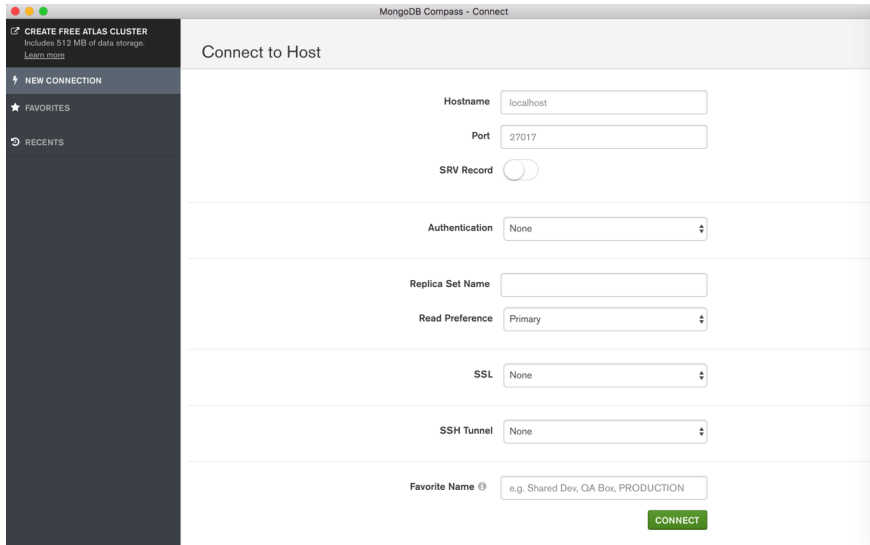 MongoDB Compass - Connect
CREATE FREE ATLAS CLUSTER
Includes 512 MB of data storage.
Learn more
NEW CONNECTION
FAVORITES
RECENTS
Connect to Host
Hostname localhost
Port 27017
SRV Record
Authentication None
Replica Set Name
Read Preference Primary
SSL None
SSH Tunnel None
Favorite Name e.g. Shared Dev, QA Box, PRODUCTION
CONNECT